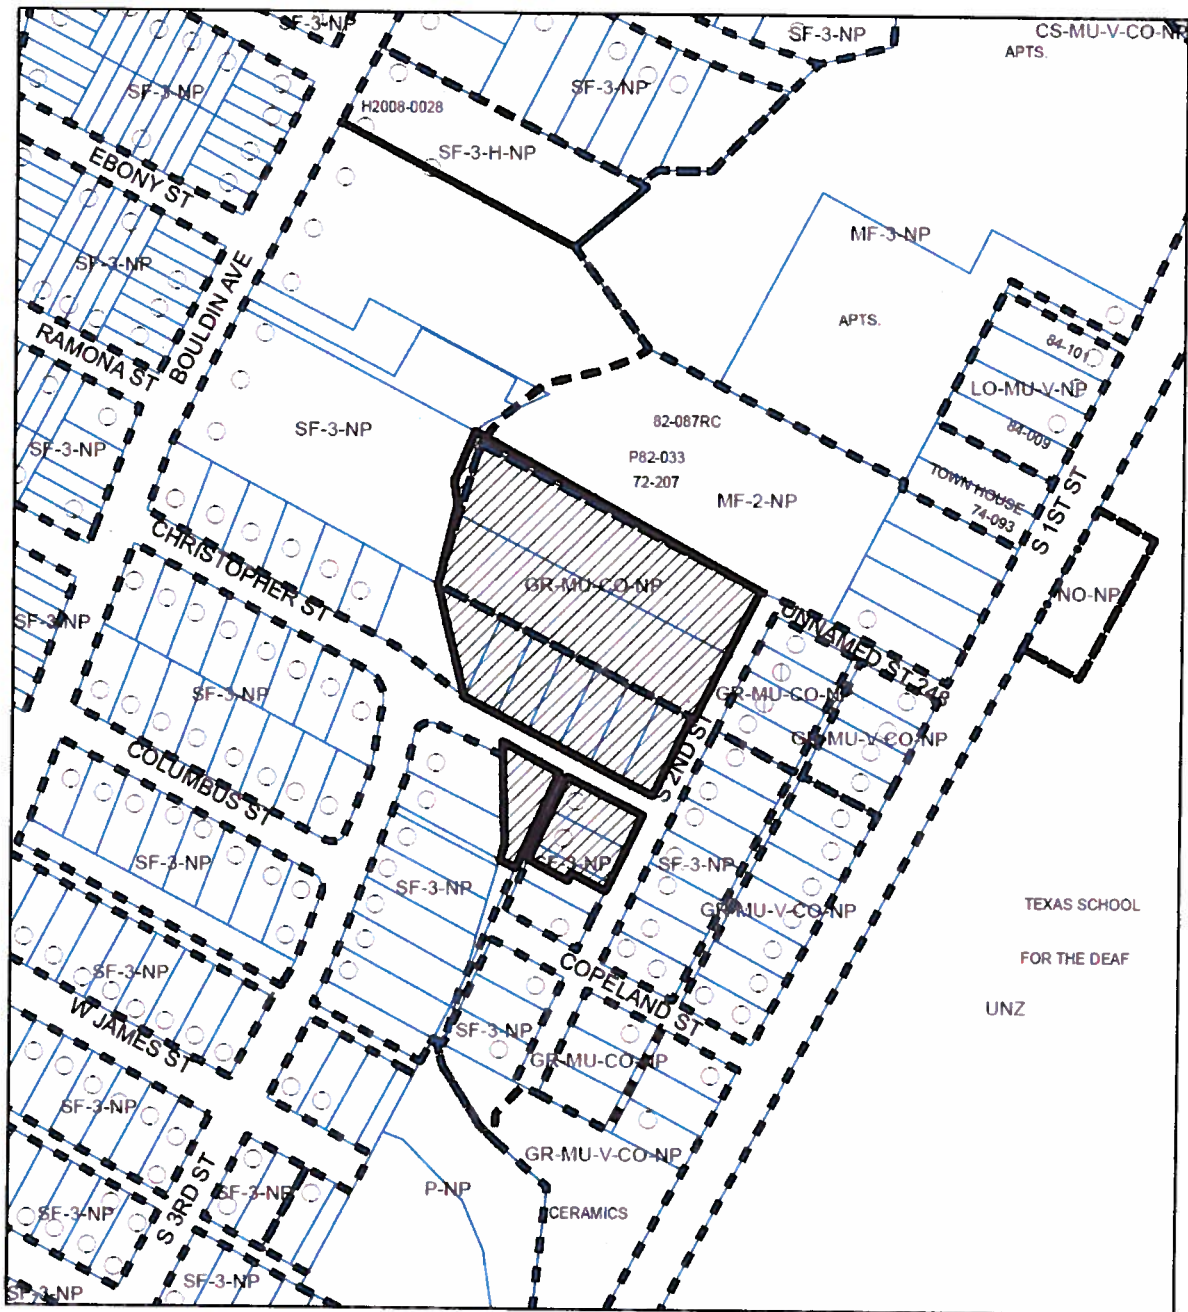 SF-3-NP
SF-3-NP
CS-MU-V-CO-NP
APTS.
SF-3-NP
SF-3-NP
H2008-0028
SF-3-H-NP
EBONY ST
MF-3-NP
SF-3-NP
BOULDIN AVE
APTS.
RAMONA ST
84-101
LO-MU-V-NP
82-087RC
SF-3-NP
84-009
SF-3-NP
P82-033
72-207
MF-2-NP
TOWN HOUSE
74-093
S 1ST ST
CHRISTOPHER ST
GR-MU-CO-NP
NO-NP
SF-3-NP
UNNAMED ST 248
SF-3-NP
GR-MU-CO-NP
GR-MU-V-CO-NP
S 2ND ST
COLUMBUS ST
SF-3-NP
SF-3-NP
SF-3-NP
SF-3-NP
GR-MU-V-CO-NP
TEXAS SCHOOL
FOR THE DEAF
SF-3-NP
COPELAND ST
UNZ
W JAMES ST
SF-3-NP
GR-MU-CO-NP
SF-3-NP
GR-MU-V-CO-NP
S 3RD ST
SF-3-NP
P-NP
SF-3-NP
CERAMICS
SF-3-NP
SF-3-NP